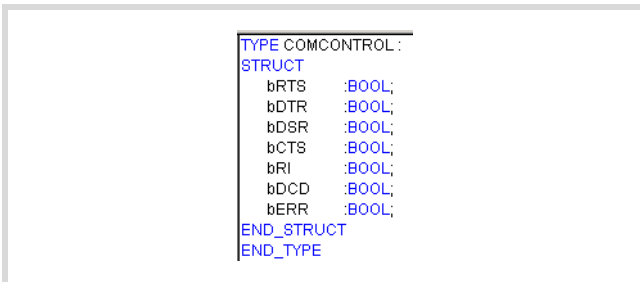 TYPE COMCONTROL :
STRUCT
bRTS :BOOL;
bDTR :BOOL;
bDSR :BOOL;
bCTS :BOOL;
bRI :BOOL;
bDCD :BOOL;
bERR :BOOL;
END_STRUCT
END_TYPE